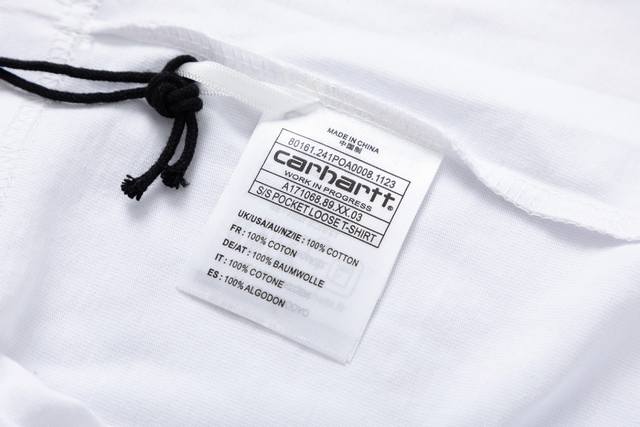 MADE IN CHINA
中国制
80161.241POA0008.1123
carhartt®
WORK IN PROGRESS
A171068.89.XX.03
S/S POCKET LOOSE T-SHIRT
UK/USA/AU/NZ/IE : 100% COTTON
FR : 100% COTON
DE/AT : 100% BAUMWOLLE
IT : 100% COTONE
ES : 100% ALGODON